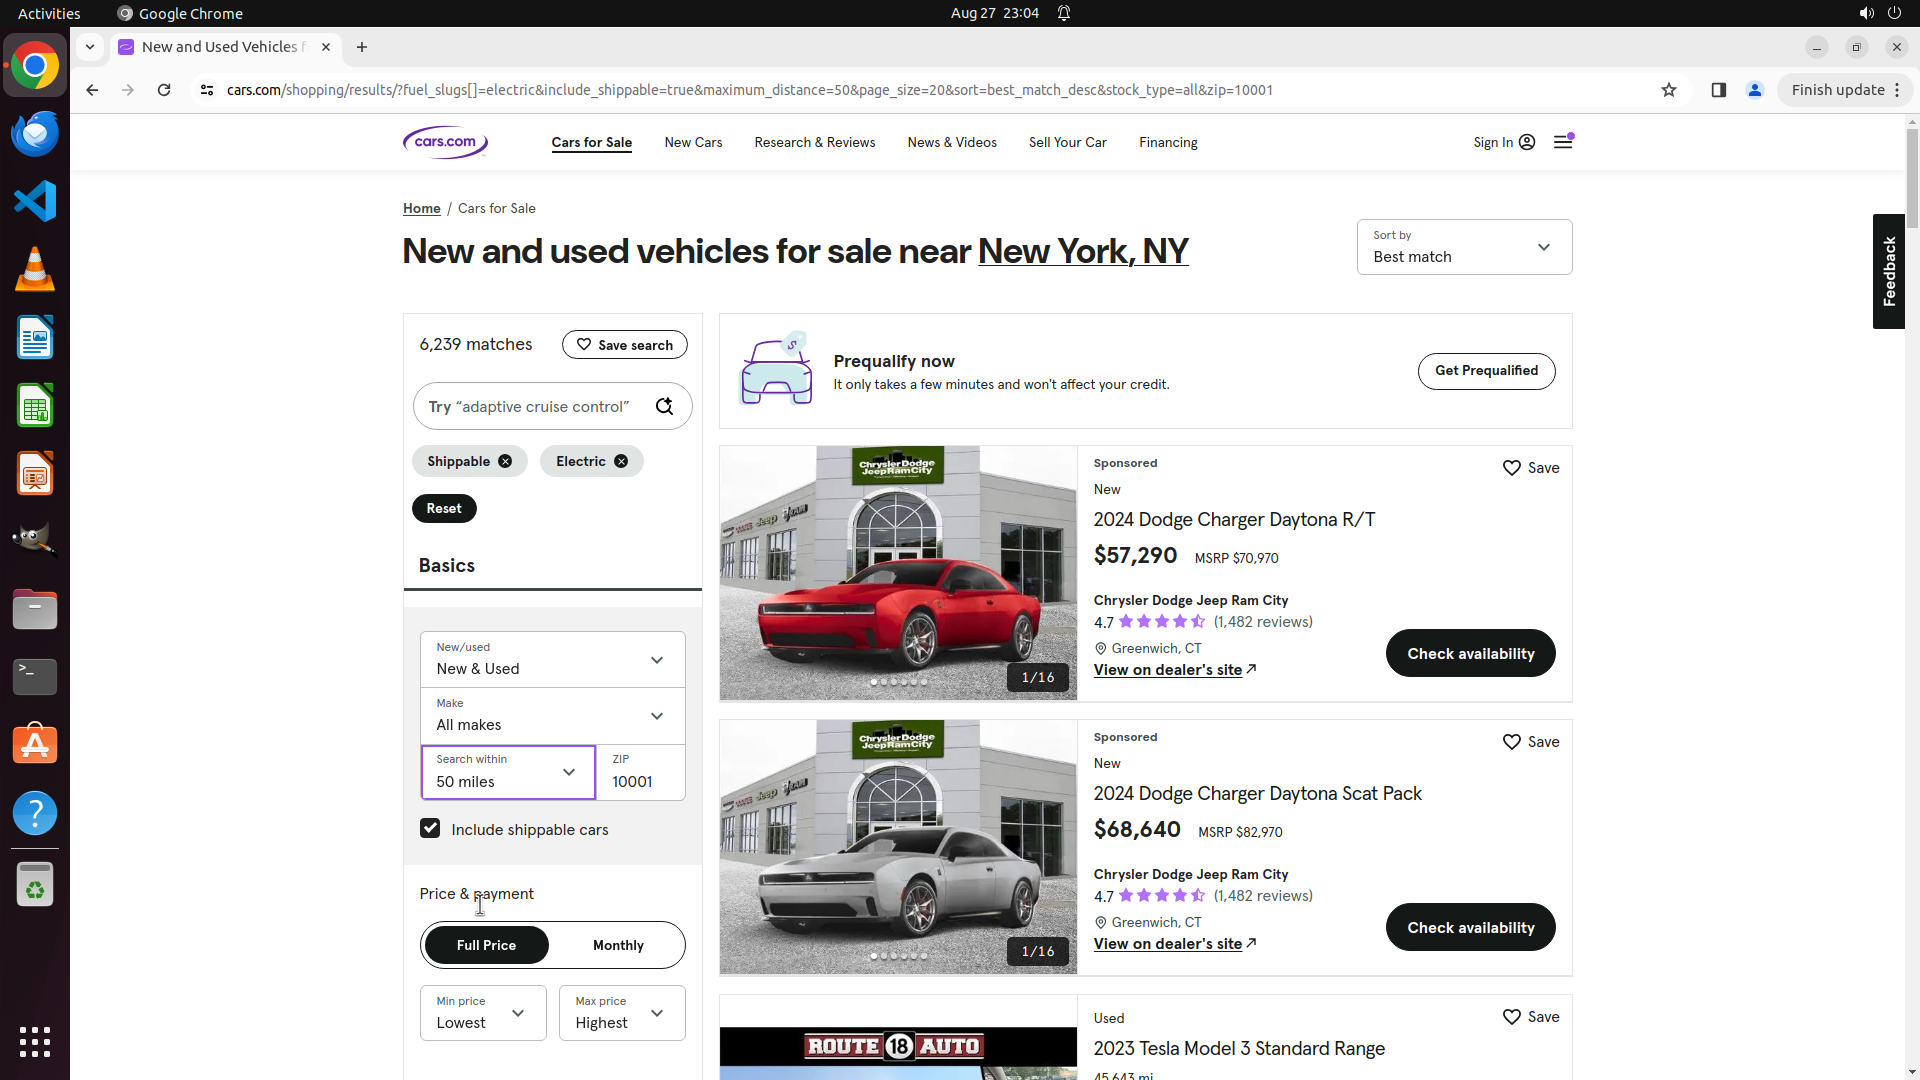 Activities
Google Chrome
Aug 27 23:04
New and Used Vehicles f
cars.com/shopping/results/?fuel_slugs[]=electric&include_shippable=true&maximum_distance=50&page_size=20&sort=best_match_desc&stock_type=all&zip=10001
Finish update
cars.com
Cars for Sale
New Cars
Research & Reviews
News & Videos
Sell Your Car
Financing
Sign In
Home / Cars for Sale
New and used vehicles for sale near New York, NY
Sort by
Best match
Feedback
6,239 matches
Save search
Try “adaptive cruise control”
Shippable
Electric
Reset
Basics
New/used
New & Used
Make
All makes
Search within
50 miles
ZIP
10001
Include shippable cars
Price & payment
Full Price
Monthly
Min price
Lowest
Max price
Highest
Prequalify now
It only takes a few minutes and won't affect your credit.
Get Prequalified
Chrysler Dodge
Jeep Ram City
1/16
Sponsored
Save
New
2024 Dodge Charger Daytona R/T
$57,290 MSRP $70,970
Chrysler Dodge Jeep Ram City
4.7 (1,482 reviews)
Greenwich, CT
View on dealer's site
Check availability
Chrysler Dodge
Jeep Ram City
1/16
Sponsored
Save
New
2024 Dodge Charger Daytona Scat Pack
$68,640 MSRP $82,970
Chrysler Dodge Jeep Ram City
4.7 (1,482 reviews)
Greenwich, CT
View on dealer's site
Check availability
ROUTE 18 AUTO
Used
Save
2023 Tesla Model 3 Standard Range
45,643 mi.